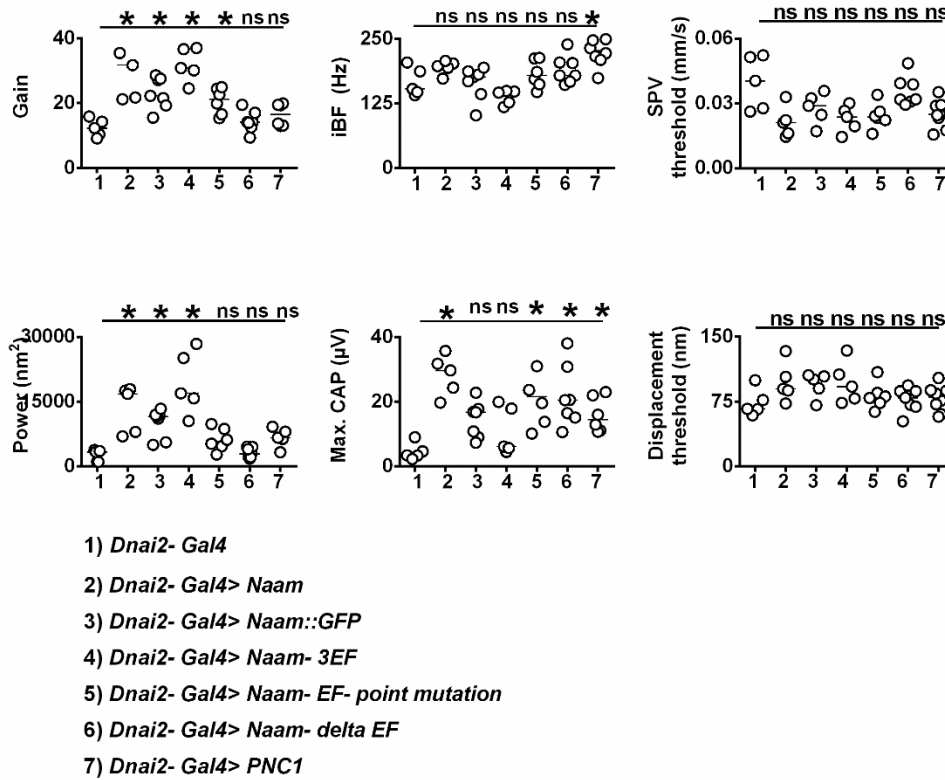 * * * * ns ns
Gain
40
20
0
1 2 3 4 5 6 7
ns ns ns ns ns *
iBF (Hz)
250
125
0
1 2 3 4 5 6 7
ns ns ns ns ns ns
SPV
threshold (mm/s)
0.06
0.03
0.00
1 2 3 4 5 6 7
* * * ns ns ns
Power (nm²)
30000
15000
0
1 2 3 4 5 6 7
* ns ns * * *
Max. CAP (µV)
40
20
0
1 2 3 4 5 6 7
ns ns ns ns ns ns
Displacement
threshold (nm)
150
75
0
1 2 3 4 5 6 7
1) Dnai2- Gal4
2) Dnai2- Gal4> Naam
3) Dnai2- Gal4> Naam::GFP
4) Dnai2- Gal4> Naam- 3EF
5) Dnai2- Gal4> Naam- EF- point mutation
6) Dnai2- Gal4> Naam- delta EF
7) Dnai2- Gal4> PNC1